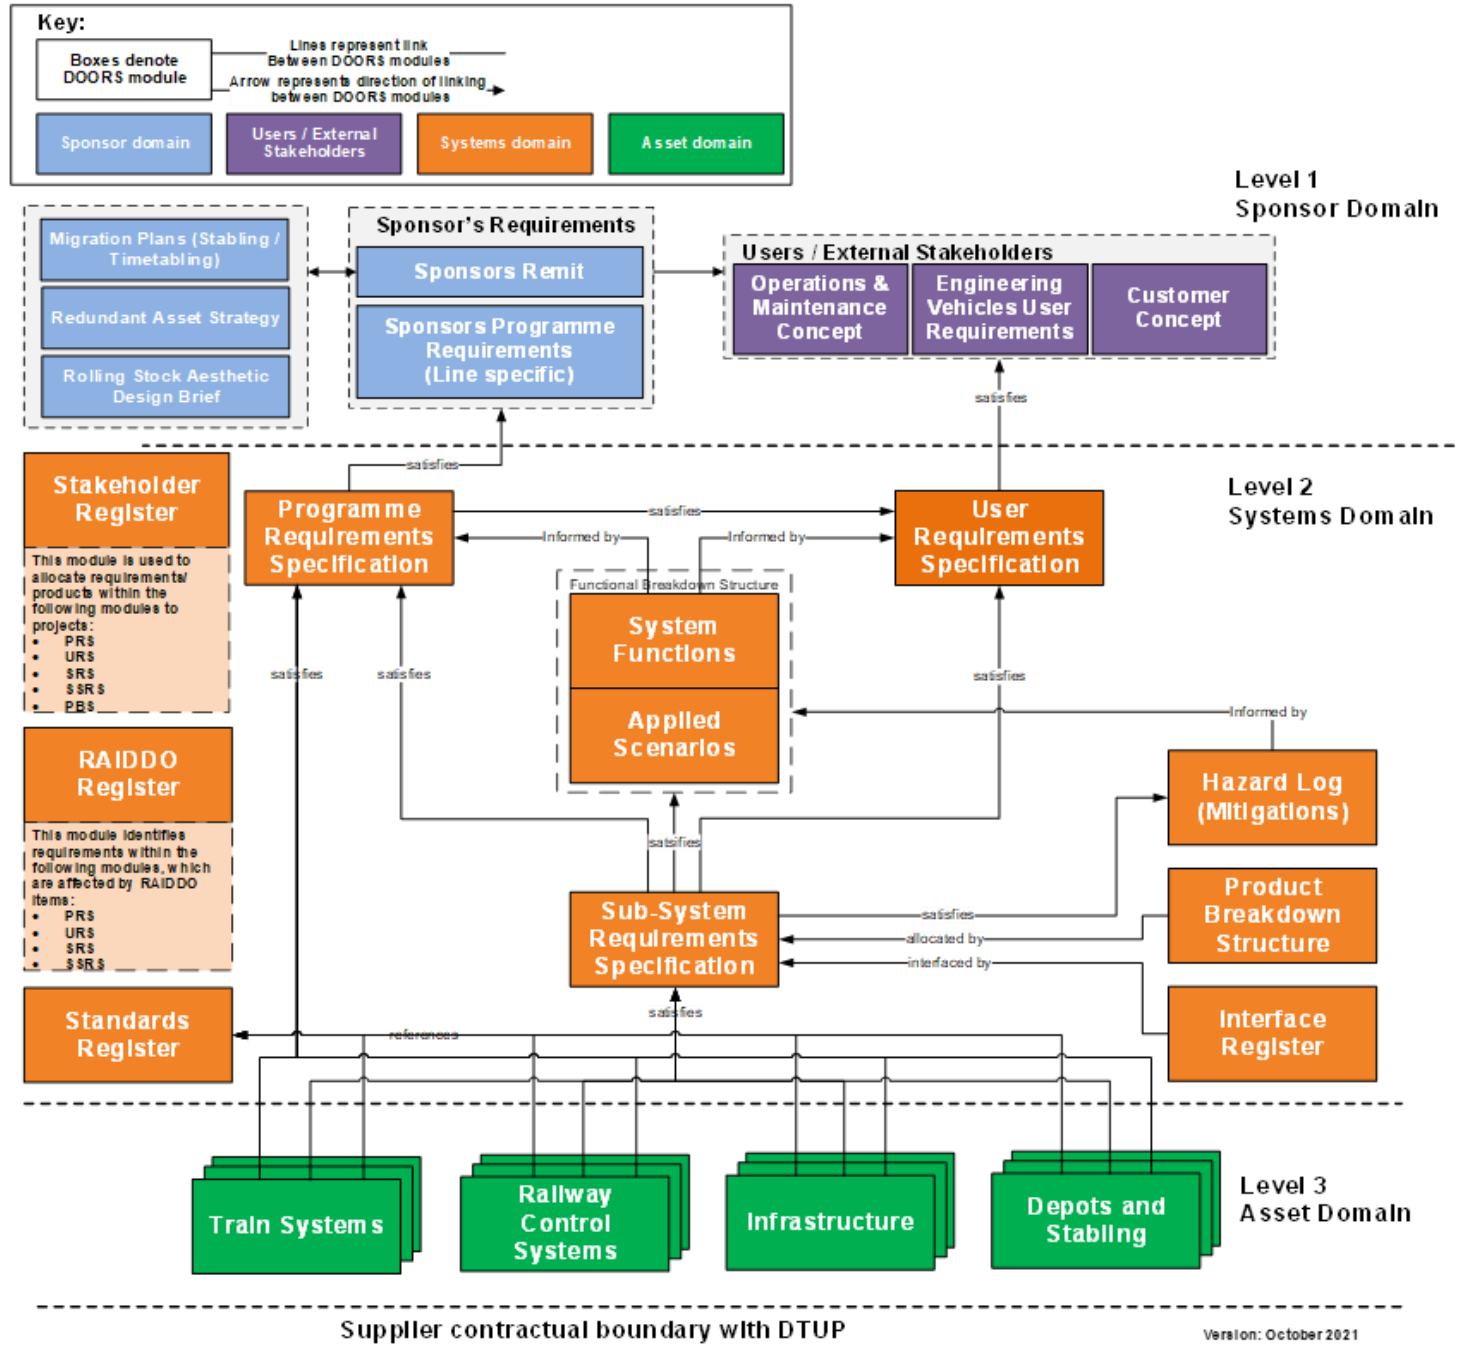 Key:
Boxes denote
DOORS module
Lines represent link
Between DOORS modules
Arrow represents direction of linking
between DOORS modules
Sponsor domain
Users / External
Stakeholders
Systems domain
Asset domain
Level 1
Sponsor Domain
Migration Plans (Stabling /
Timetabling)
Redundant Asset Strategy
Rolling Stock Aesthetic
Design Brief
Sponsor's Requirements
Sponsors Remit
Sponsors Programme
Requirements
(Line specific)
Users / External Stakeholders
Operations &
Maintenance
Concept
Engineering
Vehicles User
Requirements
Customer
Concept
satisfies
satisfies
Level 2
Systems Domain
Stakeholder
Register
This module is used to
allocate requirements/
products within the
following modules to
projects:
• PRS
• URS
• SRS
• SSRS
• PBS
Programme
Requirements
Specification
satisfies
Informed by
Informed by
User
Requirements
Specification
Functional Breakdown Structure
System
Functions
Applied
Scenarios
satisfies
satisfies
satisfies
Informed by
RAIDDO
Register
This module identifies
requirements within the
following modules, which
are affected by RAIDDO
items:
• PRS
• URS
• SRS
• SSRS
Hazard Log
(Mitigations)
satsifies
Sub-System
Requirements
Specification
satisfies
allocated by
interfaced by
Product
Breakdown
Structure
Interface
Register
satisfies
Standards
Register
references
Level 3
Asset Domain
Train Systems
Railway
Control
Systems
Infrastructure
Depots and
Stabling
Supplier contractual boundary with DTUP
Version: October 2021